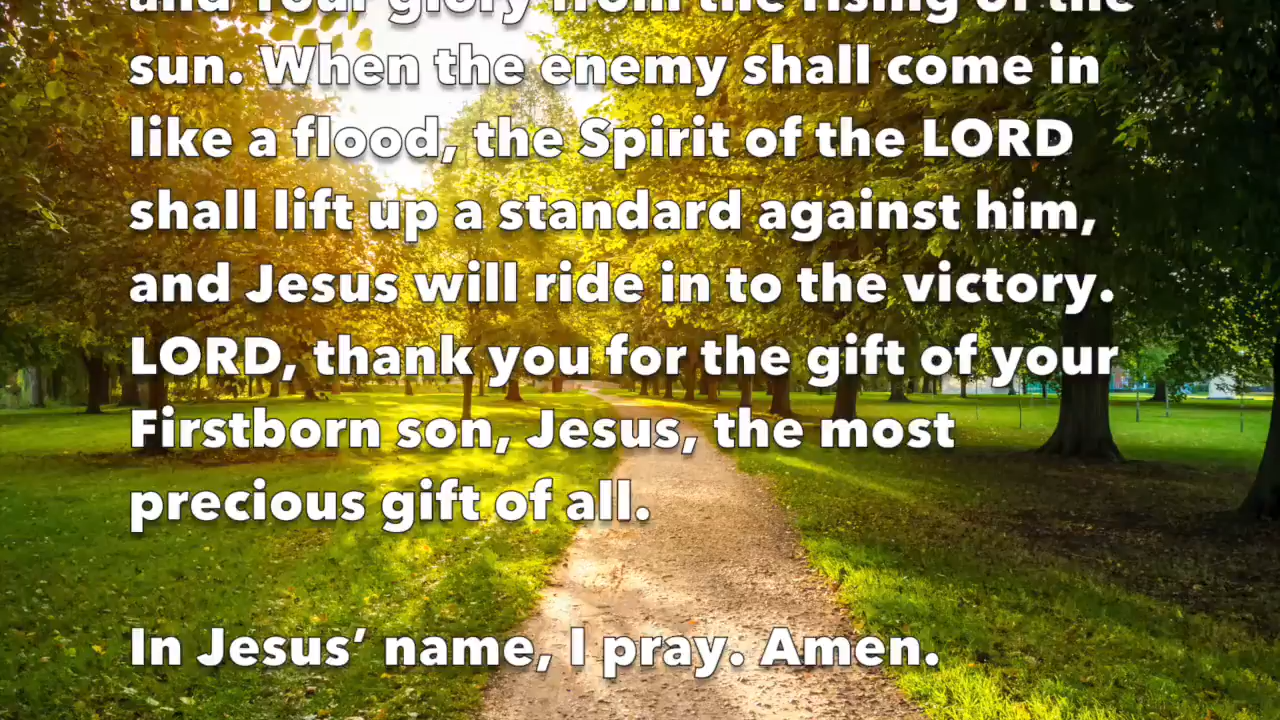 and Your glory from the rising of the
sun. When the enemy shall come in
like a flood, the Spirit of the LORD
shall lift up a standard against him,
and Jesus will ride in to the victory.
LORD, thank you for the gift of your
Firstborn son, Jesus, the most
precious gift of all.
In Jesus’ name, I pray. Amen.